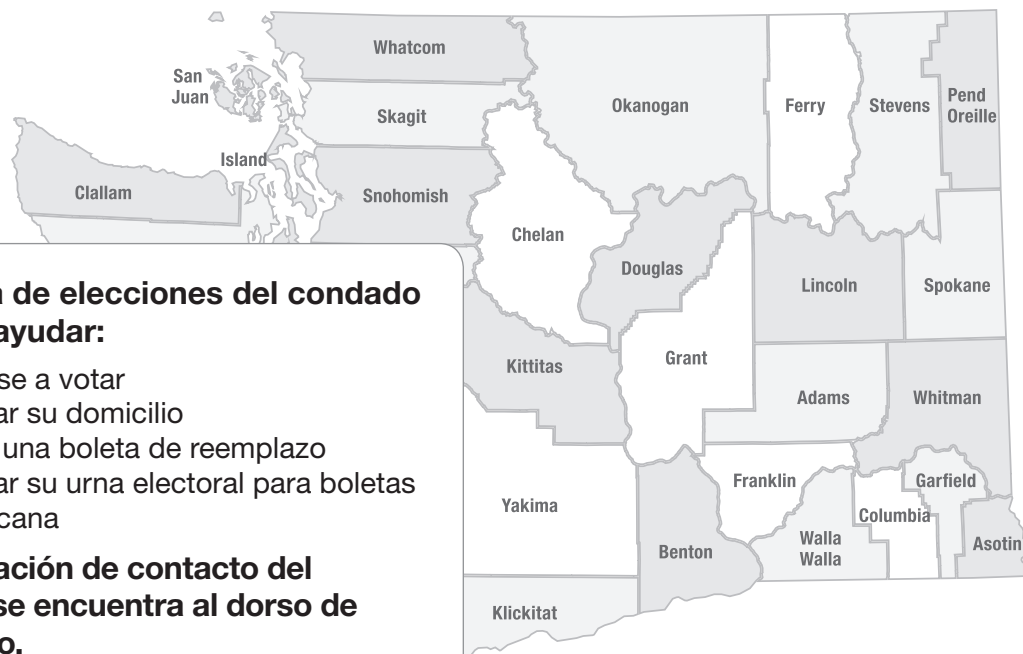 Whatcom
San
Juan
Skagit
Island
Clallam
Snohomish
Okanogan
Ferry
Stevens
Pend
Oreille
Chelan
Douglas
Lincoln
Spokane
Kittitas
Grant
Adams
Whitman
Yakima
Benton
Franklin
Walla
Walla
Columbia
Garfield
Asotin
Klickitat
de elecciones del condado
ayudar:
se a votar
ar su domicilio
una boleta de reemplazo
ar su urna electoral para boletas
cana
ación de contacto del
se encuentra al dorso de
o.